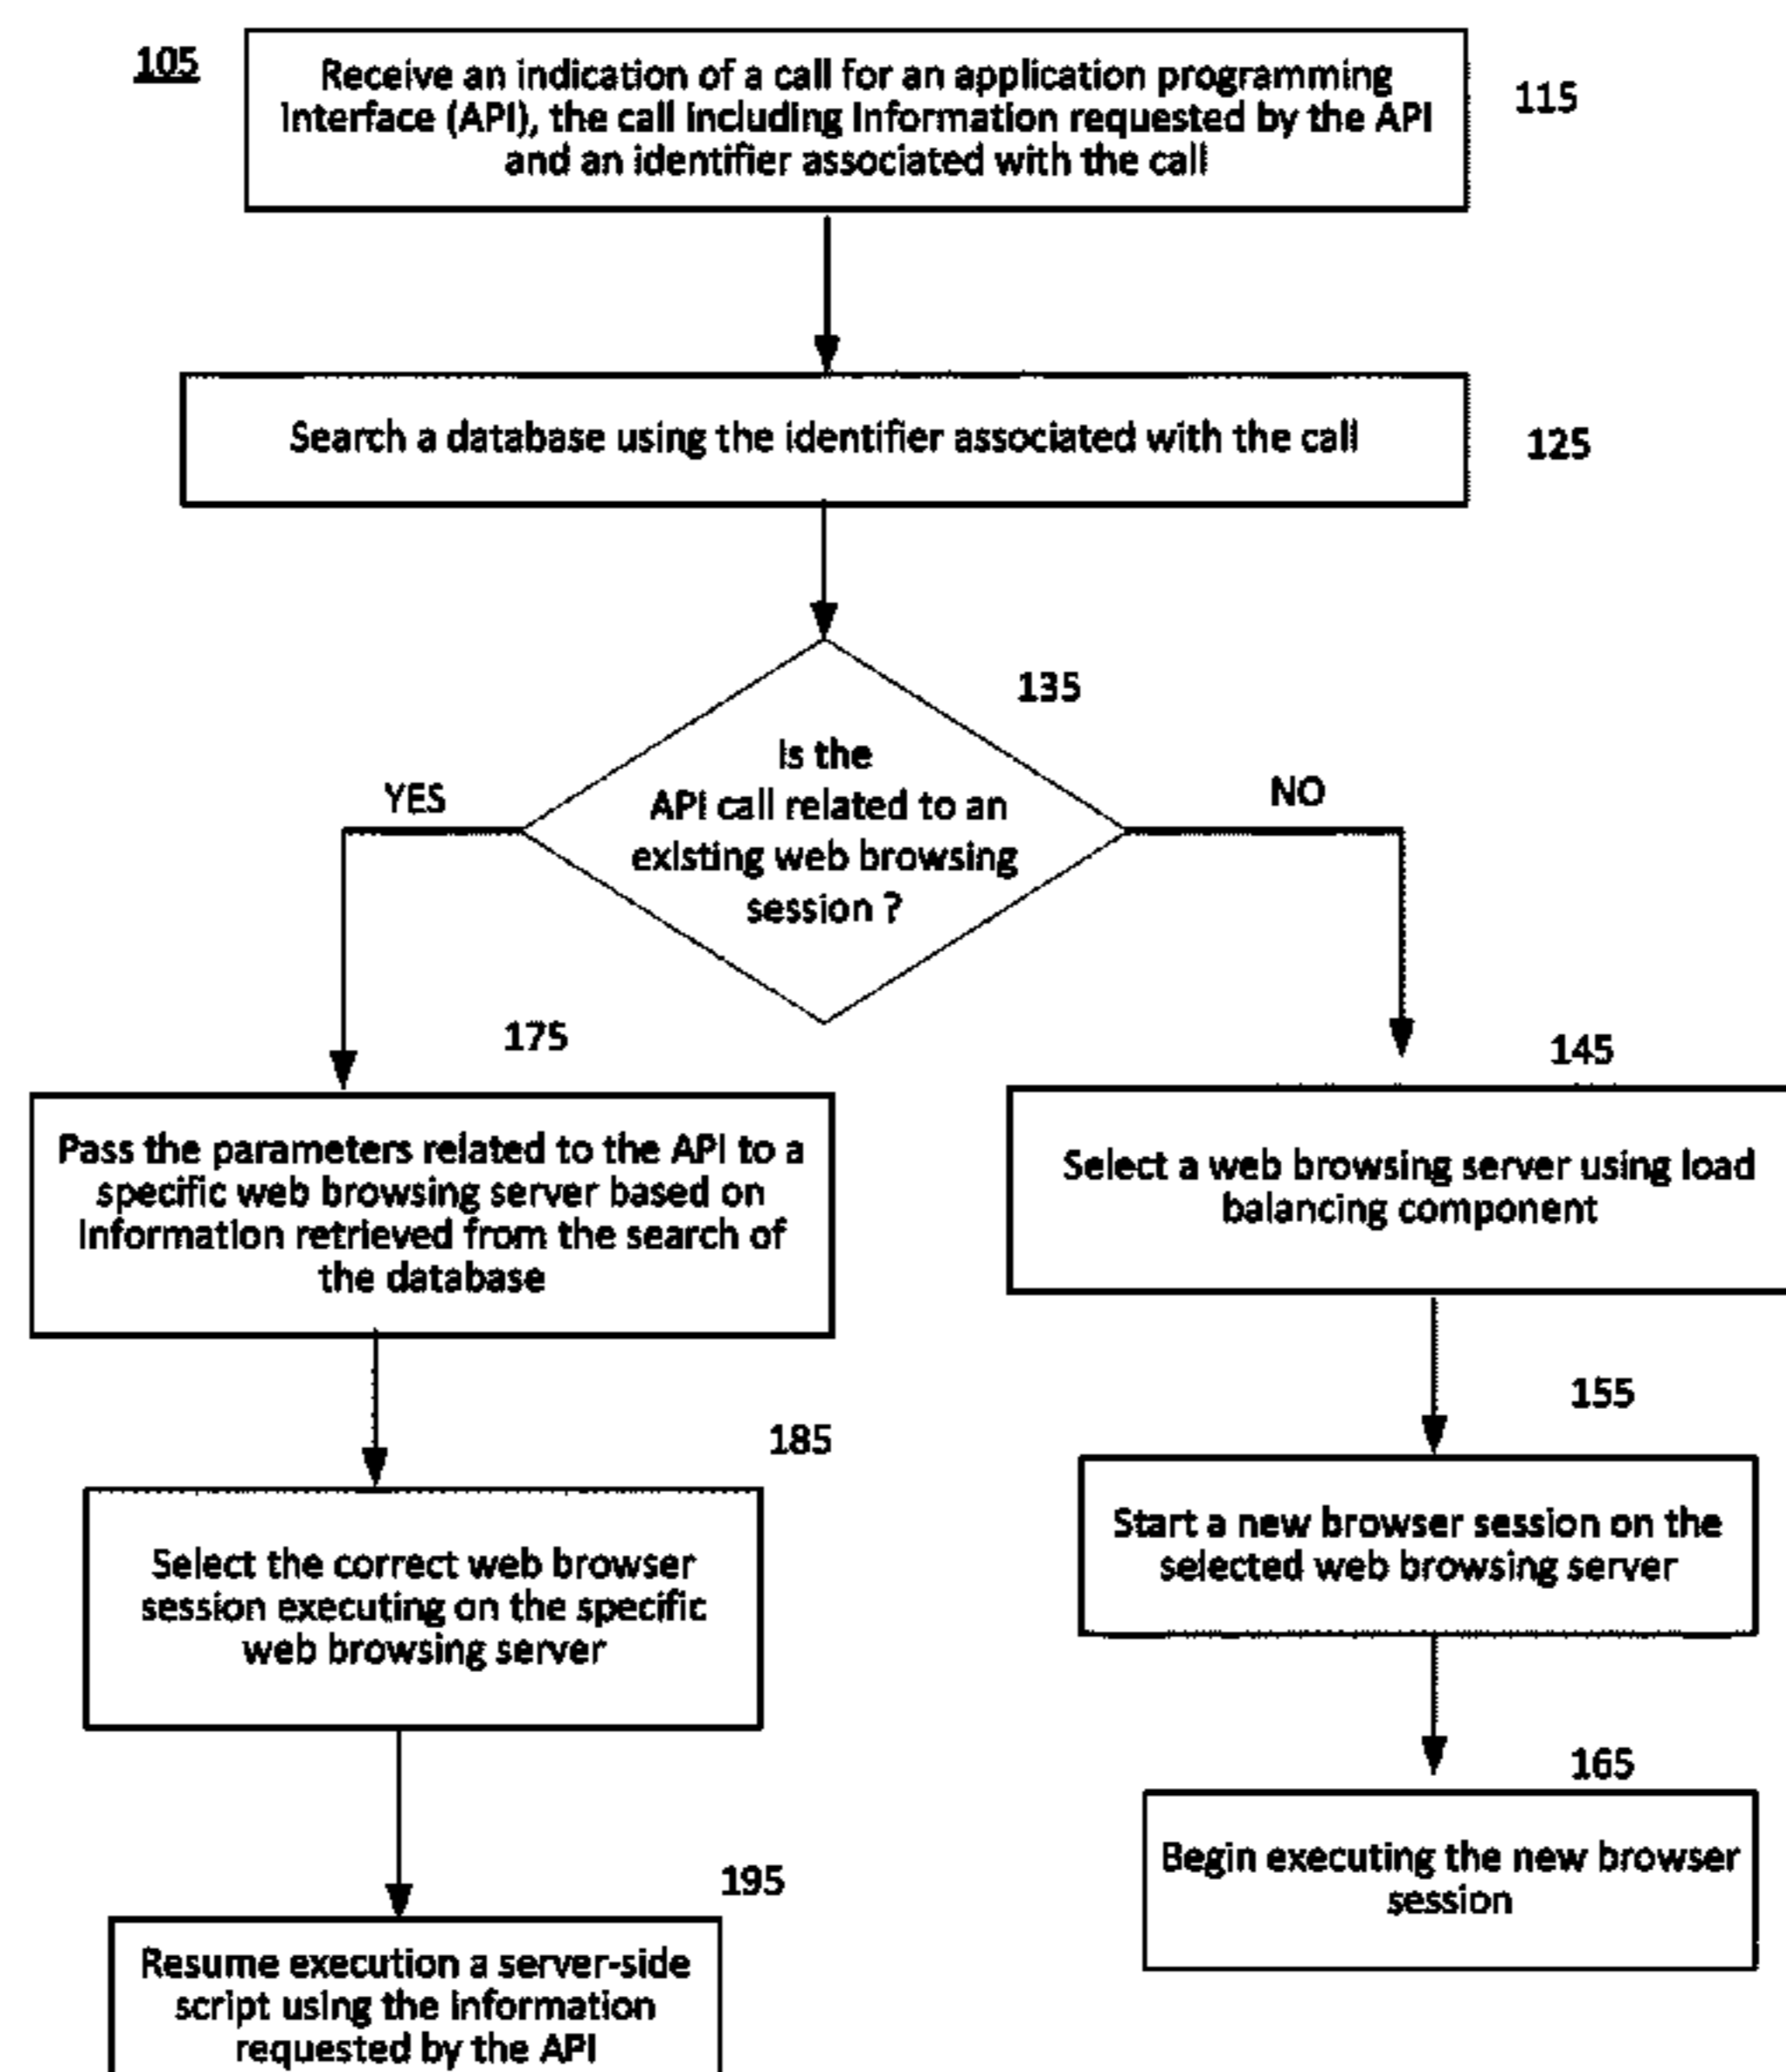 105
Receive an indication of a call for an application programming
Interface (API), the call including Information requested by the API
and an identifier associated with the call
115
Search a database using the identifier associated with the call
125
135
Is the
API call related to an
existing web browsing
session ?
YES
NO
175
145
Pass the parameters related to the API to a
specific web browsing server based on
Information retrieved from the search of
the database
Select a web browsing server using load
balancing component
155
185
Start a new browser session on the
selected web browsing server
Select the correct web browser
session executing on the specific
web browsing server
165
Begin executing the new browser
session
195
Resume execution a server-side
script using the Information
requested by the API